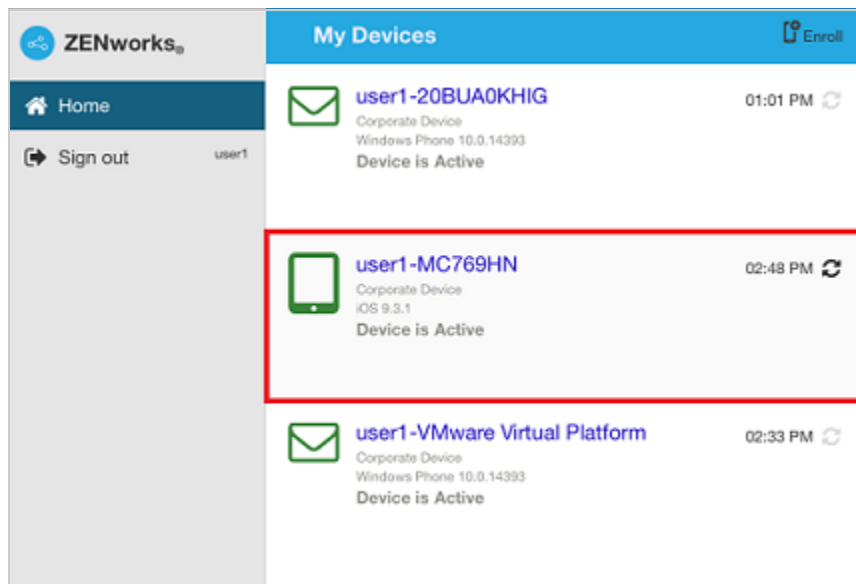 ZENworks®
Home
Sign out
user1
My Devices
Enroll
user1-20BUA0KHIG
01:01 PM
Corporate Device
Windows Phone 10.0.14393
Device is Active
user1-MC769HN
02:48 PM
Corporate Device
iOS 9.3.1
Device is Active
user1-VMware Virtual Platform
02:33 PM
Corporate Device
Windows Phone 10.0.14393
Device is Active